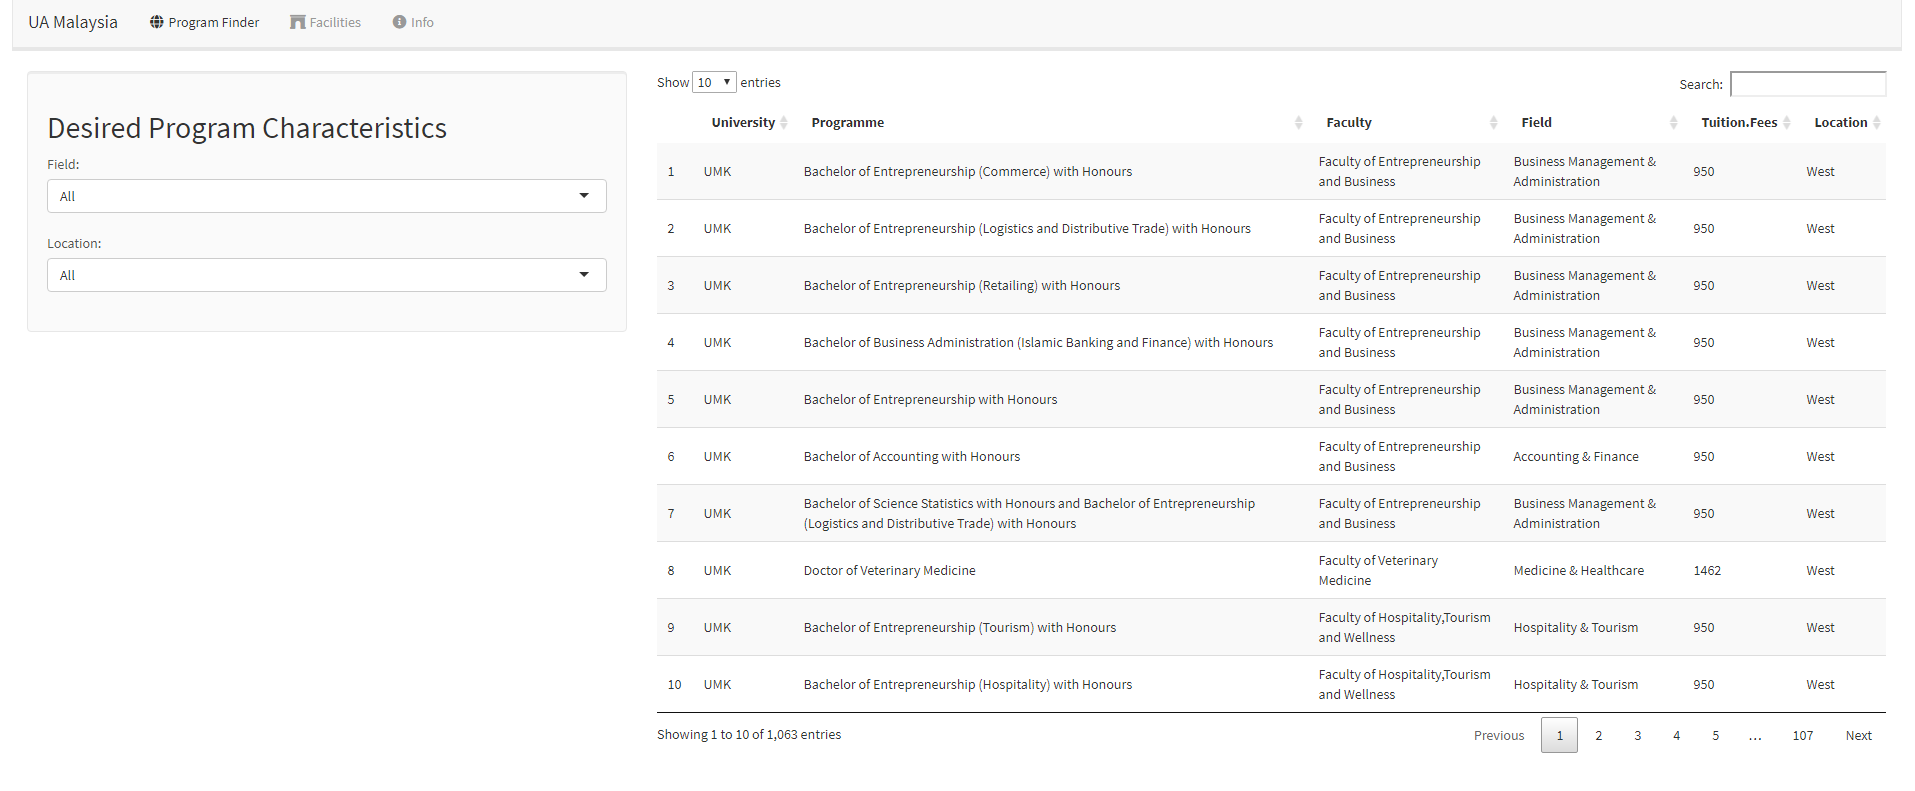 UA Malaysia Program Finder Facilities Info
Desired Program Characteristics
Field:
All
Location:
All
Show 10 entries
Search:
University Programme Faculty Field Tuition.Fees Location
1 UMK Bachelor of Entrepreneurship (Commerce) with Honours Faculty of Entrepreneurship Business Management & 950 West
and Business Administration
2 UMK Bachelor of Entrepreneurship (Logistics and Distributive Trade) with Honours Faculty of Entrepreneurship Business Management & 950 West
and Business Administration
3 UMK Bachelor of Entrepreneurship (Retailing) with Honours Faculty of Entrepreneurship Business Management & 950 West
and Business Administration
4 UMK Bachelor of Business Administration (Islamic Banking and Finance) with Honours Faculty of Entrepreneurship Business Management & 950 West
and Business Administration
5 UMK Bachelor of Entrepreneurship with Honours Faculty of Entrepreneurship Business Management & 950 West
and Business Administration
6 UMK Bachelor of Accounting with Honours Faculty of Entrepreneurship Accounting & Finance 950 West
and Business
7 UMK Bachelor of Science Statistics with Honours and Bachelor of Entrepreneurship Faculty of Entrepreneurship Business Management & 950 West
(Logistics and Distributive Trade) with Honours and Business Administration
8 UMK Doctor of Veterinary Medicine Faculty of Veterinary Medicine & Healthcare 1462 West
Medicine
9 UMK Bachelor of Entrepreneurship (Tourism) with Honours Faculty of Hospitality,Tourism Hospitality & Tourism 950 West
and Wellness
10 UMK Bachelor of Entrepreneurship (Hospitality) with Honours Faculty of Hospitality,Tourism Hospitality & Tourism 950 West
and Wellness
Showing 1 to 10 of 1,063 entries
Previous 1 2 3 4 5 … 107 Next